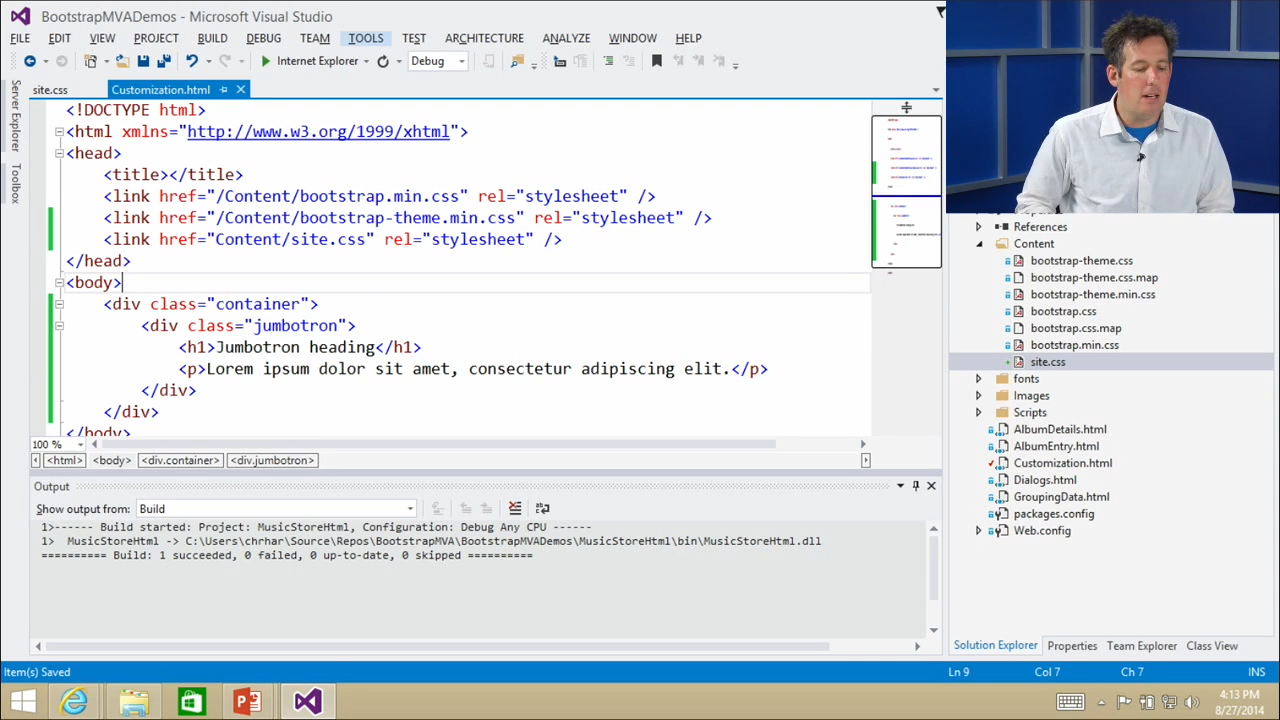 BootstrapMVADemos - Microsoft Visual Studio
FILE EDIT VIEW PROJECT BUILD DEBUG TEAM TOOLS TEST ARCHITECTURE ANALYZE WINDOW HELP
Internet Explorer Debug
site.css Customization.html
Server Explorer
Toolbox
<!DOCTYPE html>
<html xmlns="http://www.w3.org/1999/xhtml">
<head>
<title></title>
<link href="/Content/bootstrap.min.css" rel="stylesheet" />
<link href="/Content/bootstrap-theme.min.css" rel="stylesheet" />
<link href="Content/site.css" rel="stylesheet" />
</head>
<body>
<div class="container">
<div class="jumbotron">
<h1>Jumbotron heading</h1>
<p>Lorem ipsum dolor sit amet, consectetur adipiscing elit.</p>
</div>
</div>
</body>
100 %
<html> <body> <div.container> <div.jumbotron>
Output
Show output from: Build
1>------ Build started: Project: MusicStoreHtml, Configuration: Debug Any CPU ------
1> MusicStoreHtml -> C:\Users\chrhar\Source\Repos\BootstrapMVA\BootstrapMVADemos\MusicStoreHtml\bin\MusicStoreHtml.dll
========== Build: 1 succeeded, 0 failed, 0 up-to-date, 0 skipped ==========
References
Content
bootstrap-theme.css
bootstrap-theme.css.map
bootstrap-theme.min.css
bootstrap.css
bootstrap.css.map
bootstrap.min.css
site.css
fonts
Images
Scripts
AlbumDetails.html
AlbumEntry.html
Customization.html
Dialogs.html
GroupingData.html
packages.config
Web.config
Solution Explorer Properties Team Explorer Class View
Item(s) Saved Ln 9 Col 7 Ch 7 INS
4:13 PM
8/27/2014